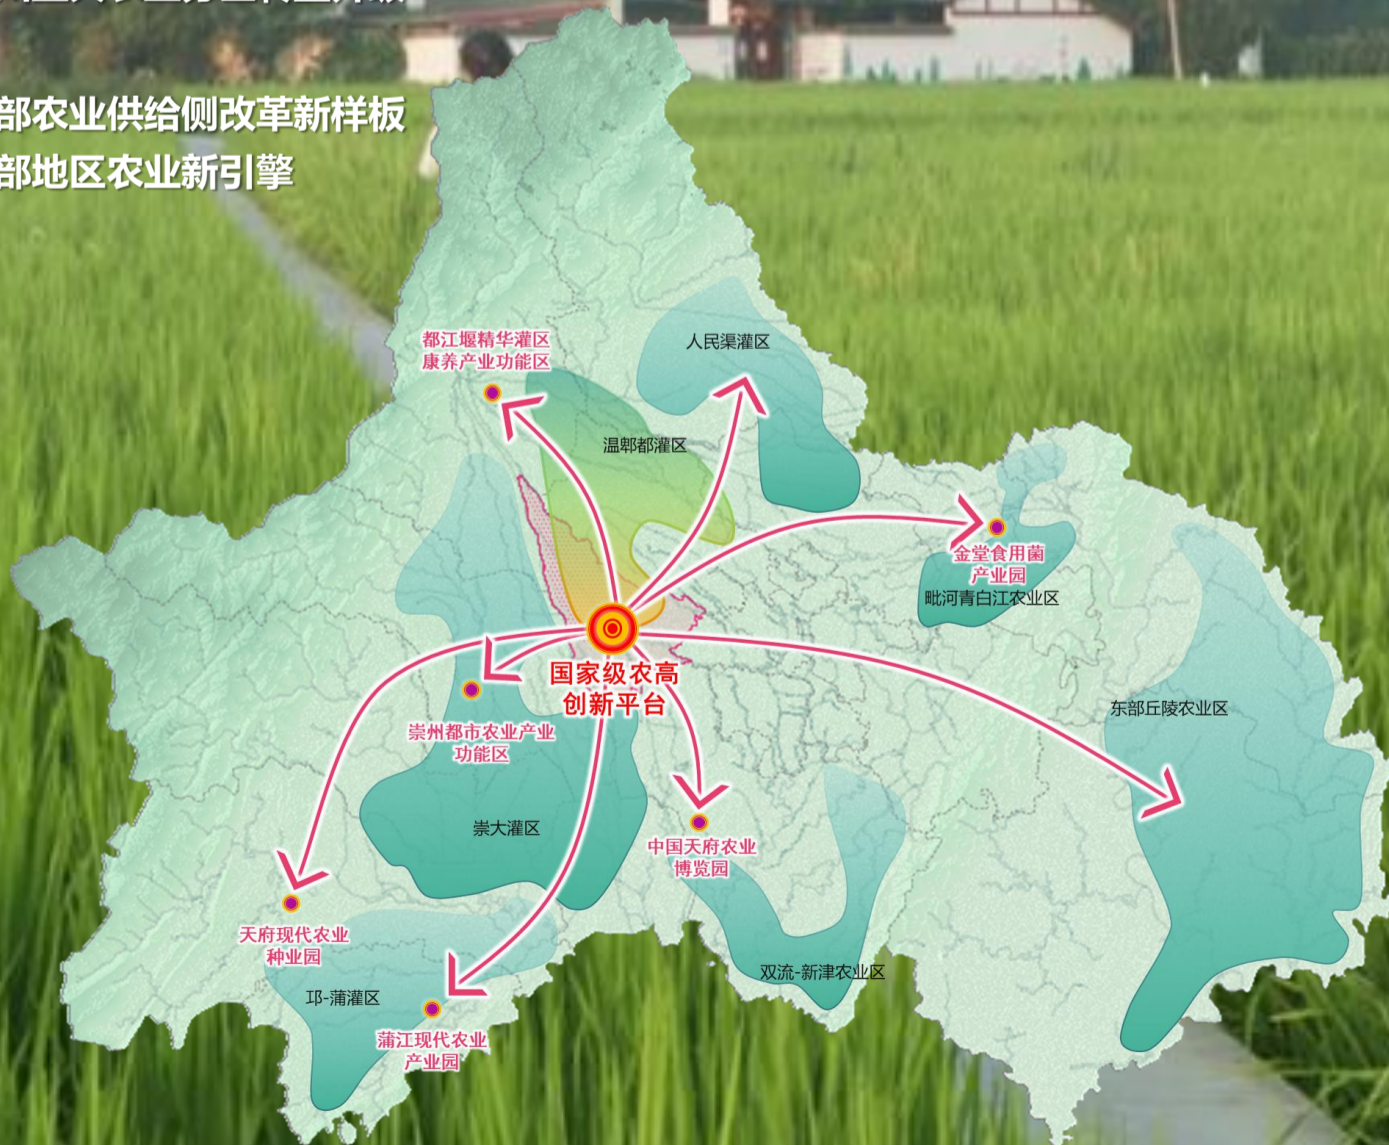 部农业供给侧改革新样板
部地区农业新引擎
都江堰精华灌区
康养产业功能区
人民渠灌区
温郫都灌区
金堂食用菌
产业园
毗河青白江农业区
国家级农高
创新平台
东部丘陵农业区
崇州都市农业产业
功能区
崇大灌区
中国天府农业
博览园
天府现代农业
种业园
双流-新津农业区
邛-蒲灌区
蒲江现代农业
产业园